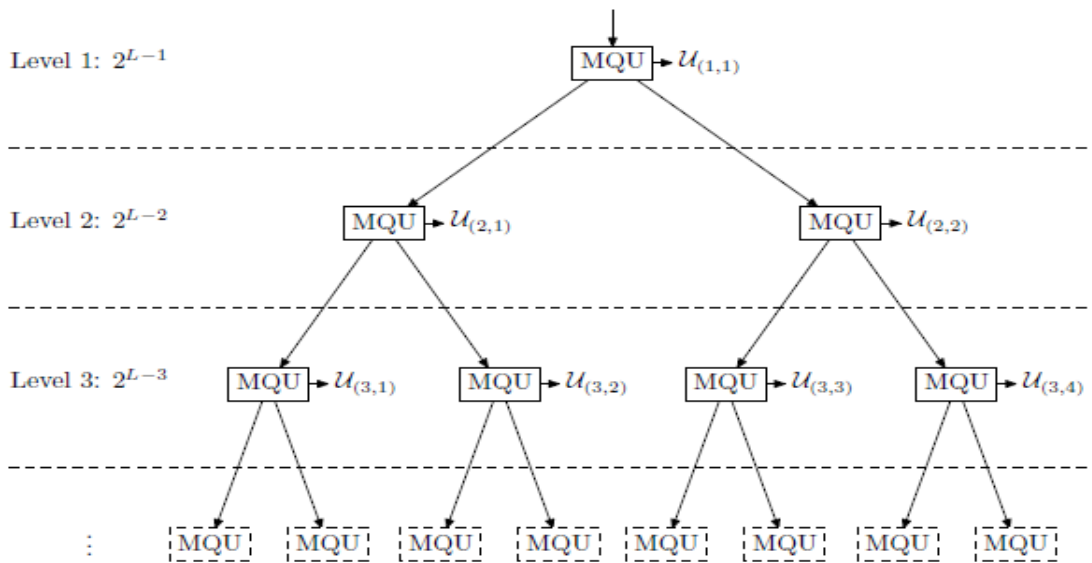 Level 1: 2^{L−1} MQU 𝒰_{(1,1)}
Level 2: 2^{L−2} MQU 𝒰_{(2,1)} MQU 𝒰_{(2,2)}
Level 3: 2^{L−3} MQU 𝒰_{(3,1)} MQU 𝒰_{(3,2)} MQU 𝒰_{(3,3)} MQU 𝒰_{(3,4)}
⋮ MQU MQU MQU MQU MQU MQU MQU MQU